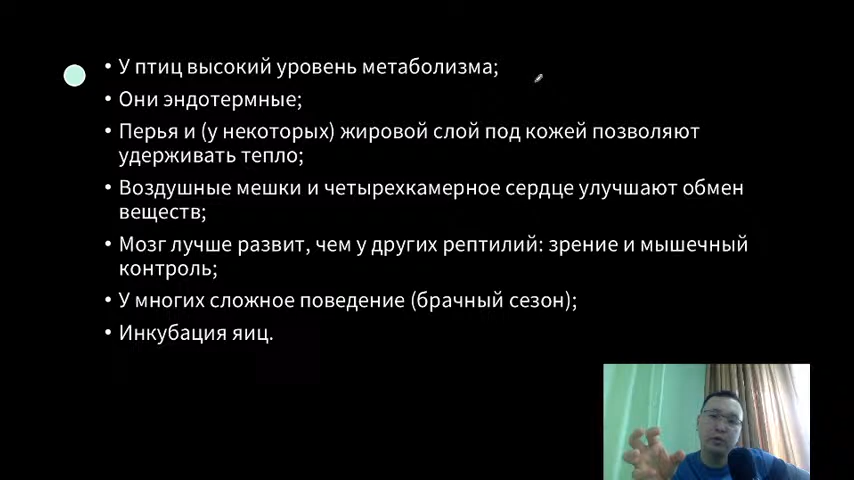 • У птиц высокий уровень метаболизма;
• Они эндотермные;
• Перья и (у некоторых) жировой слой под кожей позволяют
удерживать тепло;
• Воздушные мешки и четырехкамерное сердце улучшают обмен
веществ;
• Мозг лучше развит, чем у других рептилий: зрение и мышечный
контроль;
• У многих сложное поведение (брачный сезон);
• Инкубация яиц.